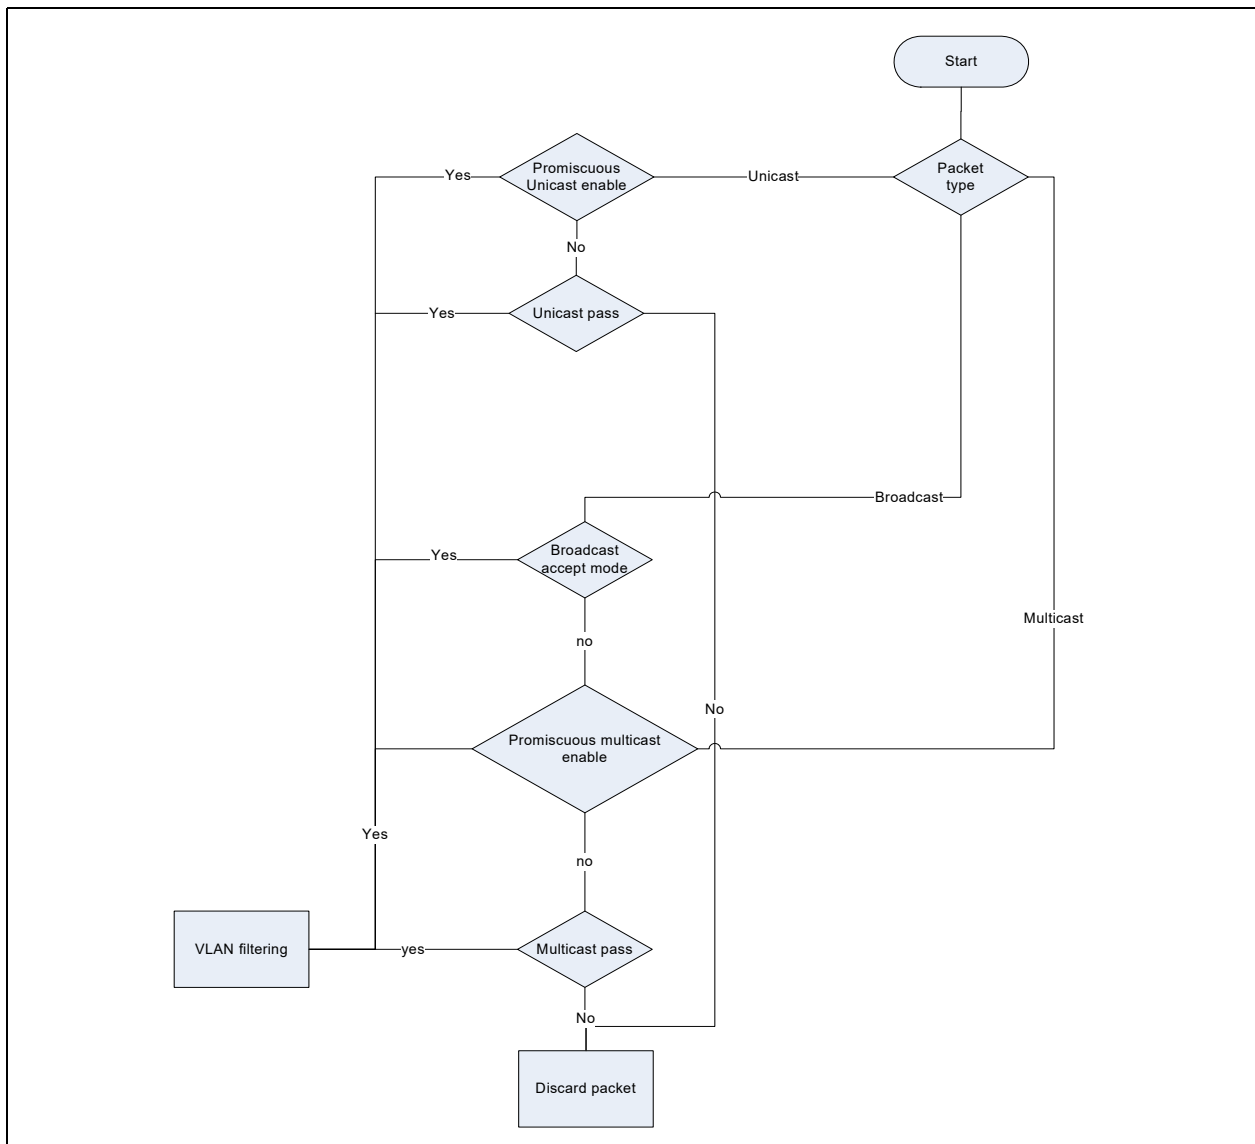 Start
Promiscuous
Unicast enable
Yes
Unicast
Packet
type
No
Unicast pass
Yes
Broadcast
Broadcast
accept mode
Yes
Multicast
no
No
Promiscuous multicast
enable
Yes
no
VLAN filtering
yes
Multicast pass
No
Discard packet